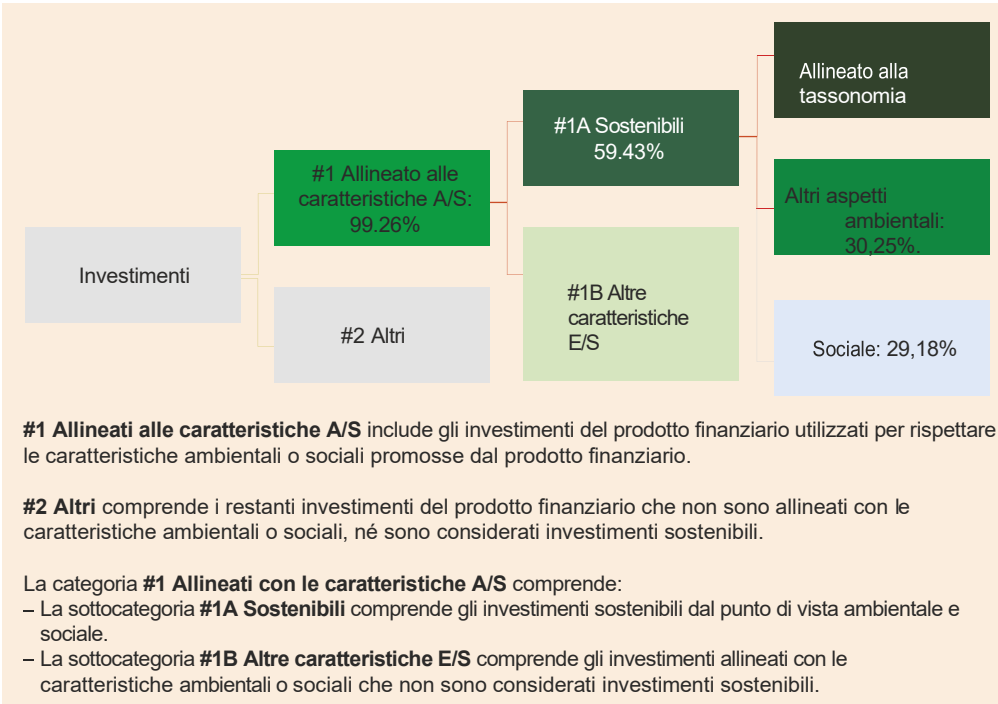 Allineato alla
tassonomia
#1A Sostenibili
59.43%
#1 Allineato alle
caratteristiche A/S:
99.26%
Altri aspetti
ambientali:
30,25%.
Investimenti
#1B Altre
caratteristiche
E/S
#2 Altri
Sociale: 29,18%
#1 Allineati alle caratteristiche A/S include gli investimenti del prodotto finanziario utilizzati per rispettare
le caratteristiche ambientali o sociali promosse dal prodotto finanziario.
#2 Altri comprende i restanti investimenti del prodotto finanziario che non sono allineati con le
caratteristiche ambientali o sociali, né sono considerati investimenti sostenibili.
La categoria #1 Allineati con le caratteristiche A/S comprende:
– La sottocategoria #1A Sostenibili comprende gli investimenti sostenibili dal punto di vista ambientale e
sociale.
– La sottocategoria #1B Altre caratteristiche E/S comprende gli investimenti allineati con le
caratteristiche ambientali o sociali che non sono considerati investimenti sostenibili.